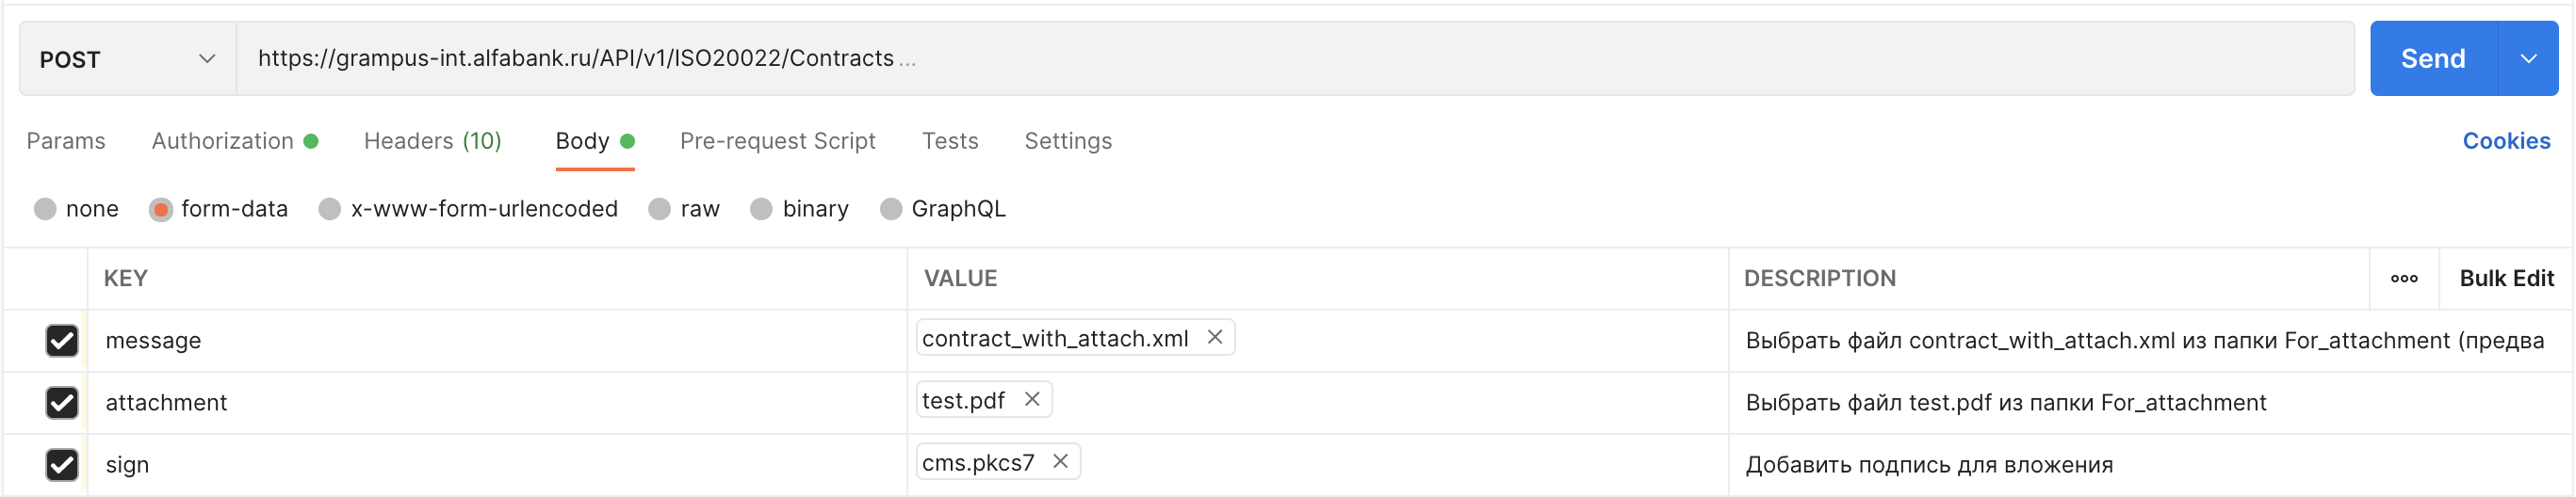 POST https://grampus-int.alfabank.ru/API/v1/ISO20022/Contracts ... Send
Params Authorization Headers (10) Body Pre-request Script Tests Settings Cookies
none form-data x-www-form-urlencoded raw binary GraphQL
KEY VALUE DESCRIPTION ooo Bulk Edit
message contract_with_attach.xml Выбрать файл contract_with_attach.xml из папки For_attachment (предва
attachment test.pdf Выбрать файл test.pdf из папки For_attachment
sign cms.pkcs7 Добавить подпись для вложения